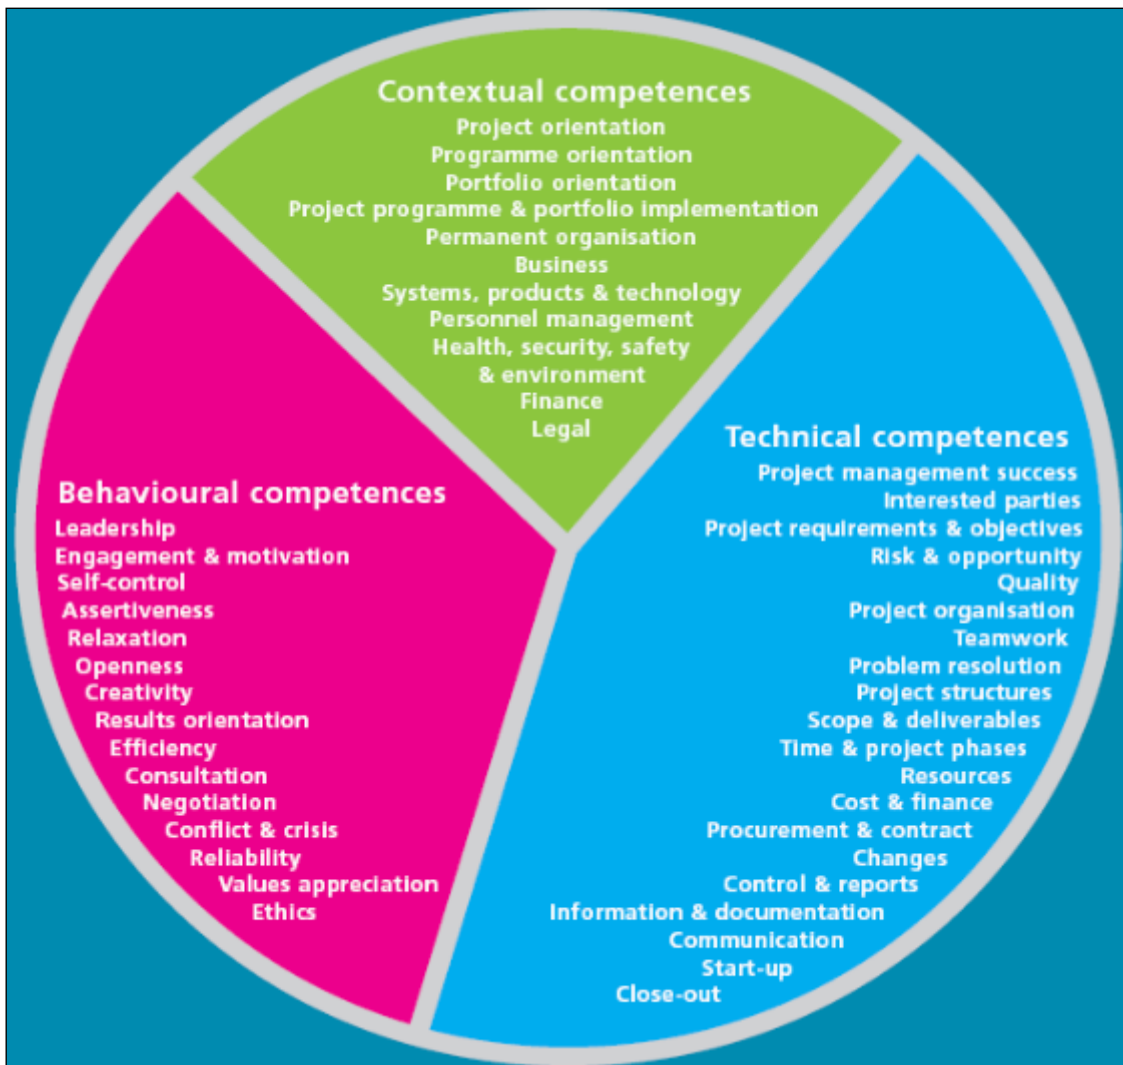 Contextual competences
Project orientation
Programme orientation
Portfolio orientation
Project programme & portfolio implementation
Permanent organisation
Business
Systems, products & technology
Personnel management
Health, security, safety
& environment
Finance
Legal
Behavioural competences
Leadership
Engagement & motivation
Self-control
Assertiveness
Relaxation
Openness
Creativity
Results orientation
Efficiency
Consultation
Negotiation
Conflict & crisis
Reliability
Values appreciation
Ethics
Technical competences
Project management success
Interested parties
Project requirements & objectives
Risk & opportunity
Quality
Project organisation
Teamwork
Problem resolution
Project structures
Scope & deliverables
Time & project phases
Resources
Cost & finance
Procurement & contract
Changes
Control & reports
Information & documentation
Communication
Start-up
Close-out